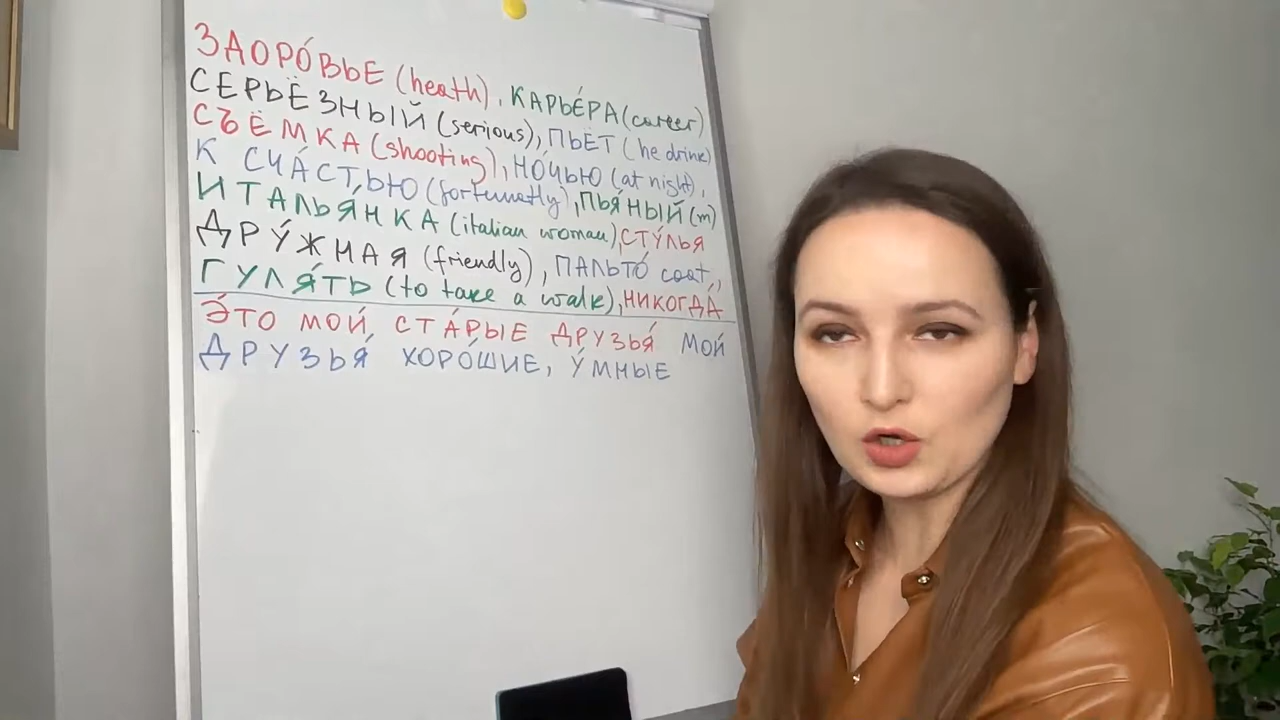 ЗДОРО́ВЬЕ (heath), КАРЬЕ́РА (career)
СЕРЬЁЗНЫЙ (serious), ПЬЁТ (he drink)
СЪЁМКА (shooting), НО́ЧЬЮ (at night),
К СЧА́СТЬЮ (fortunetly), ПЬЯ́НЫЙ (m)
ИТАЛЬЯ́НКА (italian woman), СТУ́ЛЬЯ
ДРУ́ЖНАЯ (friendly), ПАЛЬТО́ coat,
ГУЛЯ́ТЬ (to take a walk), НИКОГДА́
Э́ТО МОИ́ СТА́РЫЕ ДРУЗЬЯ́ МОИ́
ДРУЗЬЯ́ ХОРО́ШИЕ, У́МНЫЕ